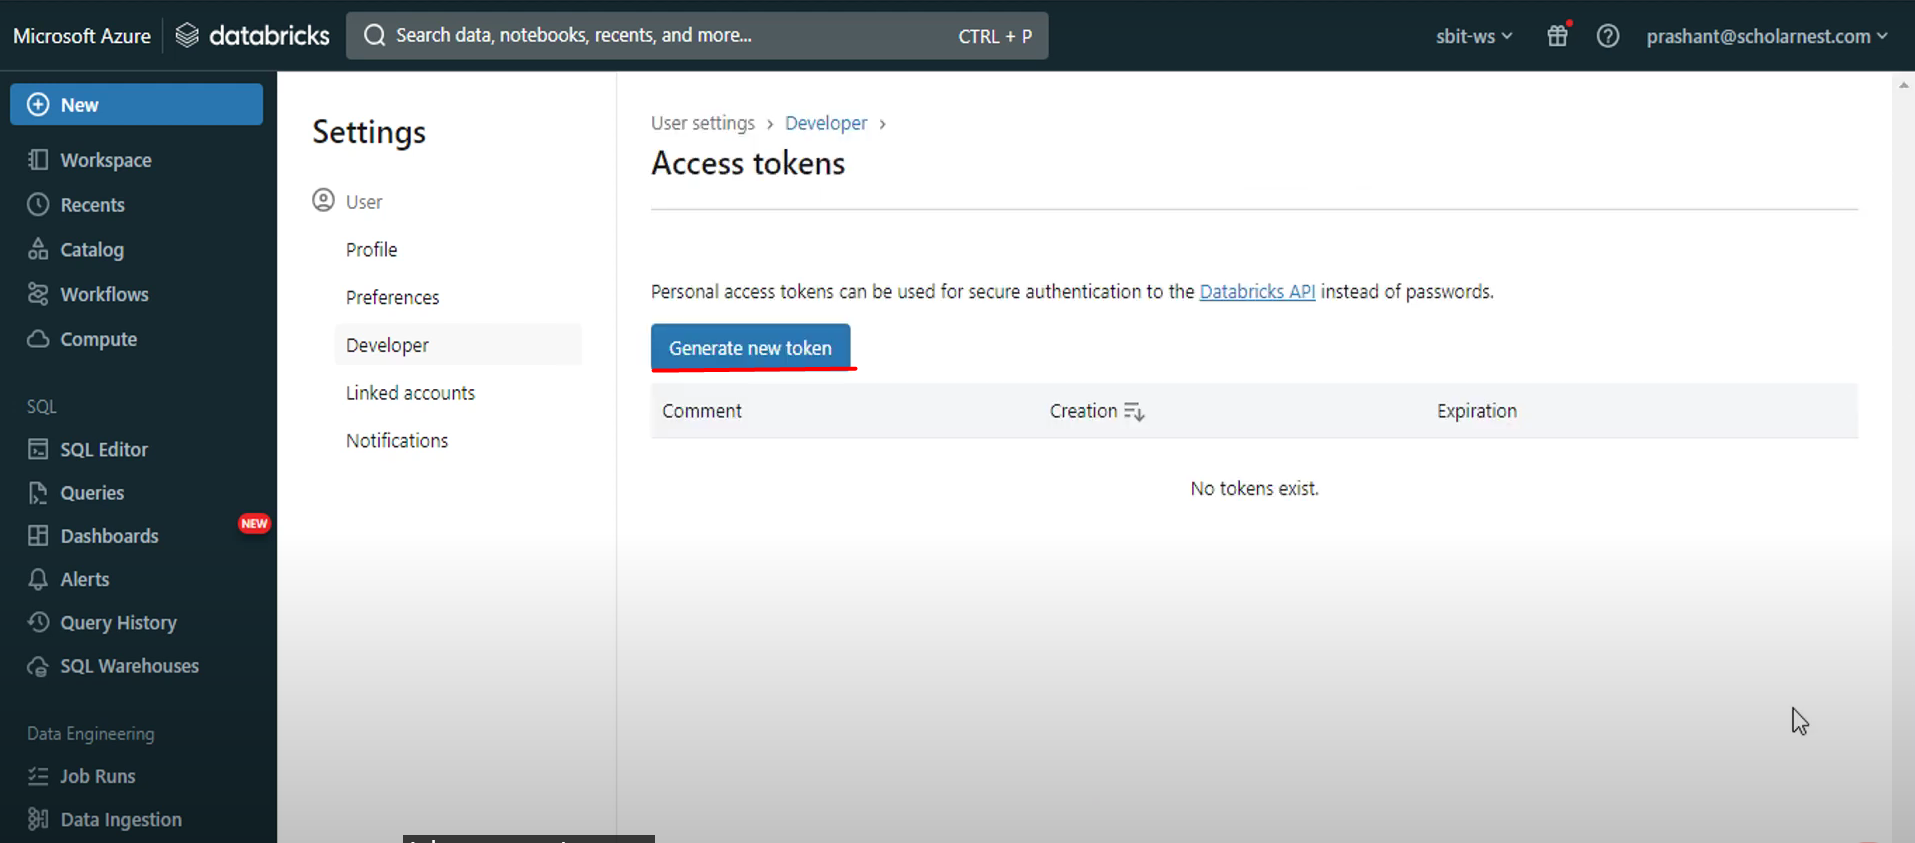 Microsoft Azure databricks Search data, notebooks, recents, and more... CTRL + P sbit-ws prashant@scholarnest.com
New
Workspace
Recents
Catalog
Workflows
Compute
SQL
SQL Editor
Queries
Dashboards NEW
Alerts
Query History
SQL Warehouses
Data Engineering
Job Runs
Data Ingestion
Settings
User
Profile
Preferences
Developer
Linked accounts
Notifications
User settings > Developer >
Access tokens
Personal access tokens can be used for secure authentication to the Databricks API instead of passwords.
Generate new token
Comment Creation Expiration
No tokens exist.